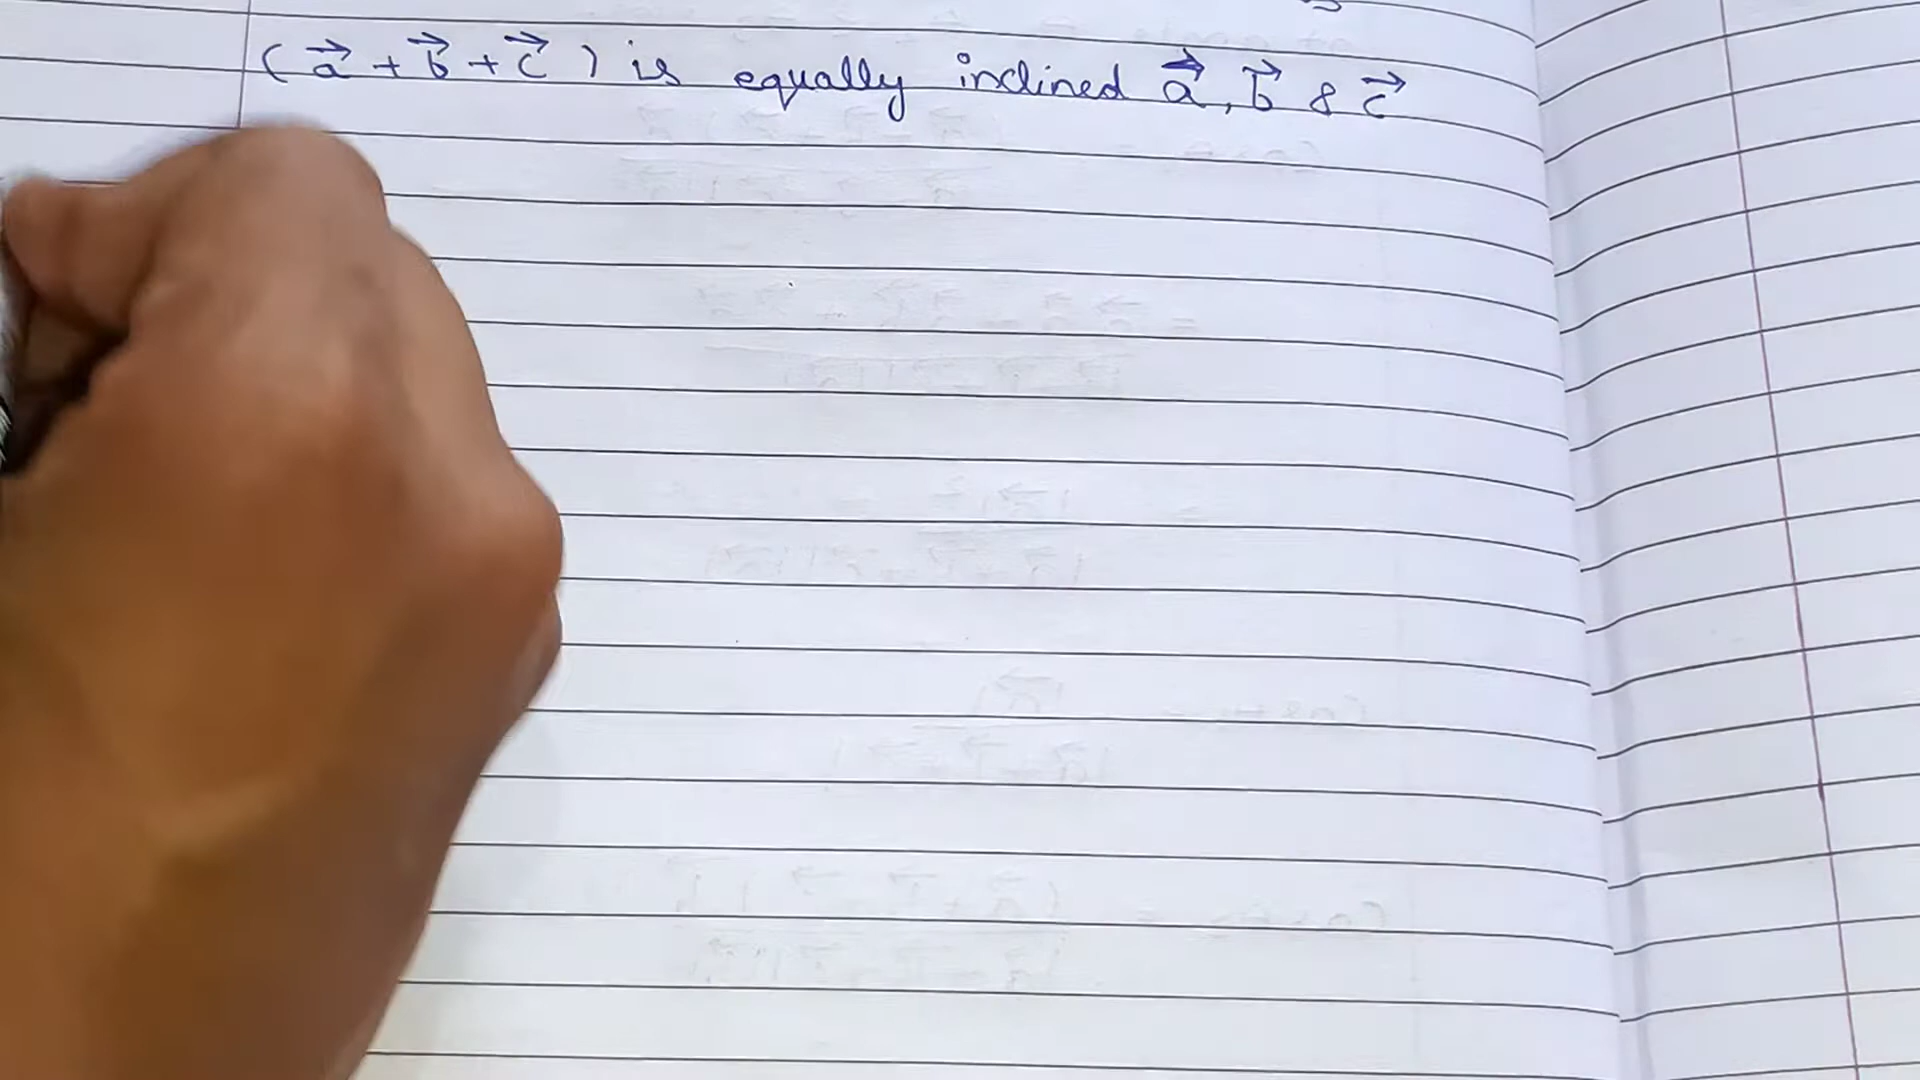 (a⃗ + b⃗ + c⃗) is equally inclined a⃗, b⃗ & c⃗